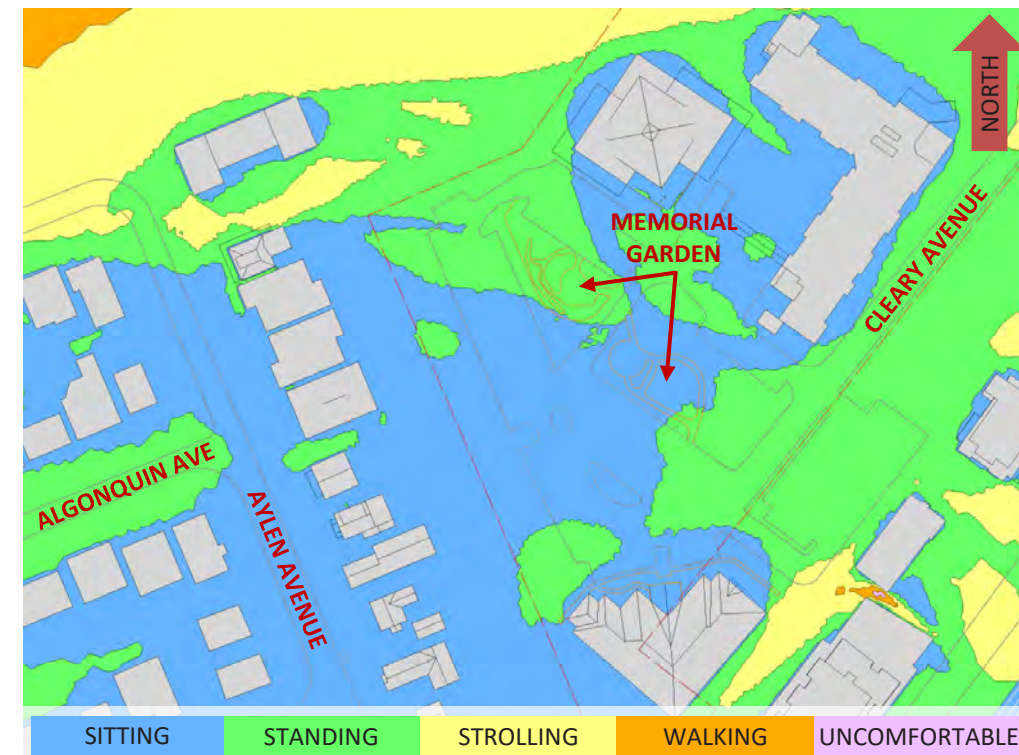 NORTH
MEMORIAL
GARDEN
CLEARY AVENUE
ALGONQUIN AVE
AYLEN AVENUE
SITTING
STANDING
STROLLING
WALKING
UNCOMFORTABLE